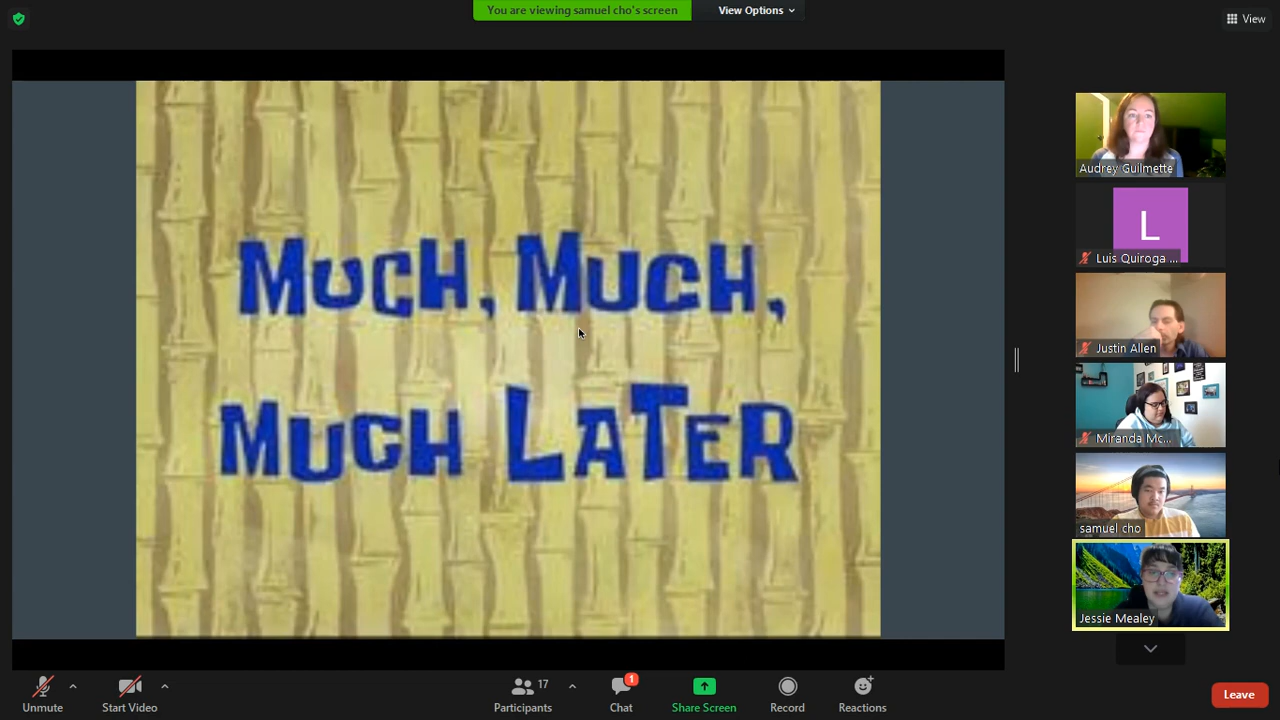 You are viewing samuel cho's screen
View Options
View
MUCH, MUCH,
MUCH LATER
Audrey Guilmette
L
Luis Quiroga ...
Justin Allen
Miranda Mc...
samuel cho
Jessie Mealey
Unmute
Start Video
17
Participants
1
Chat
Share Screen
Record
Reactions
Leave